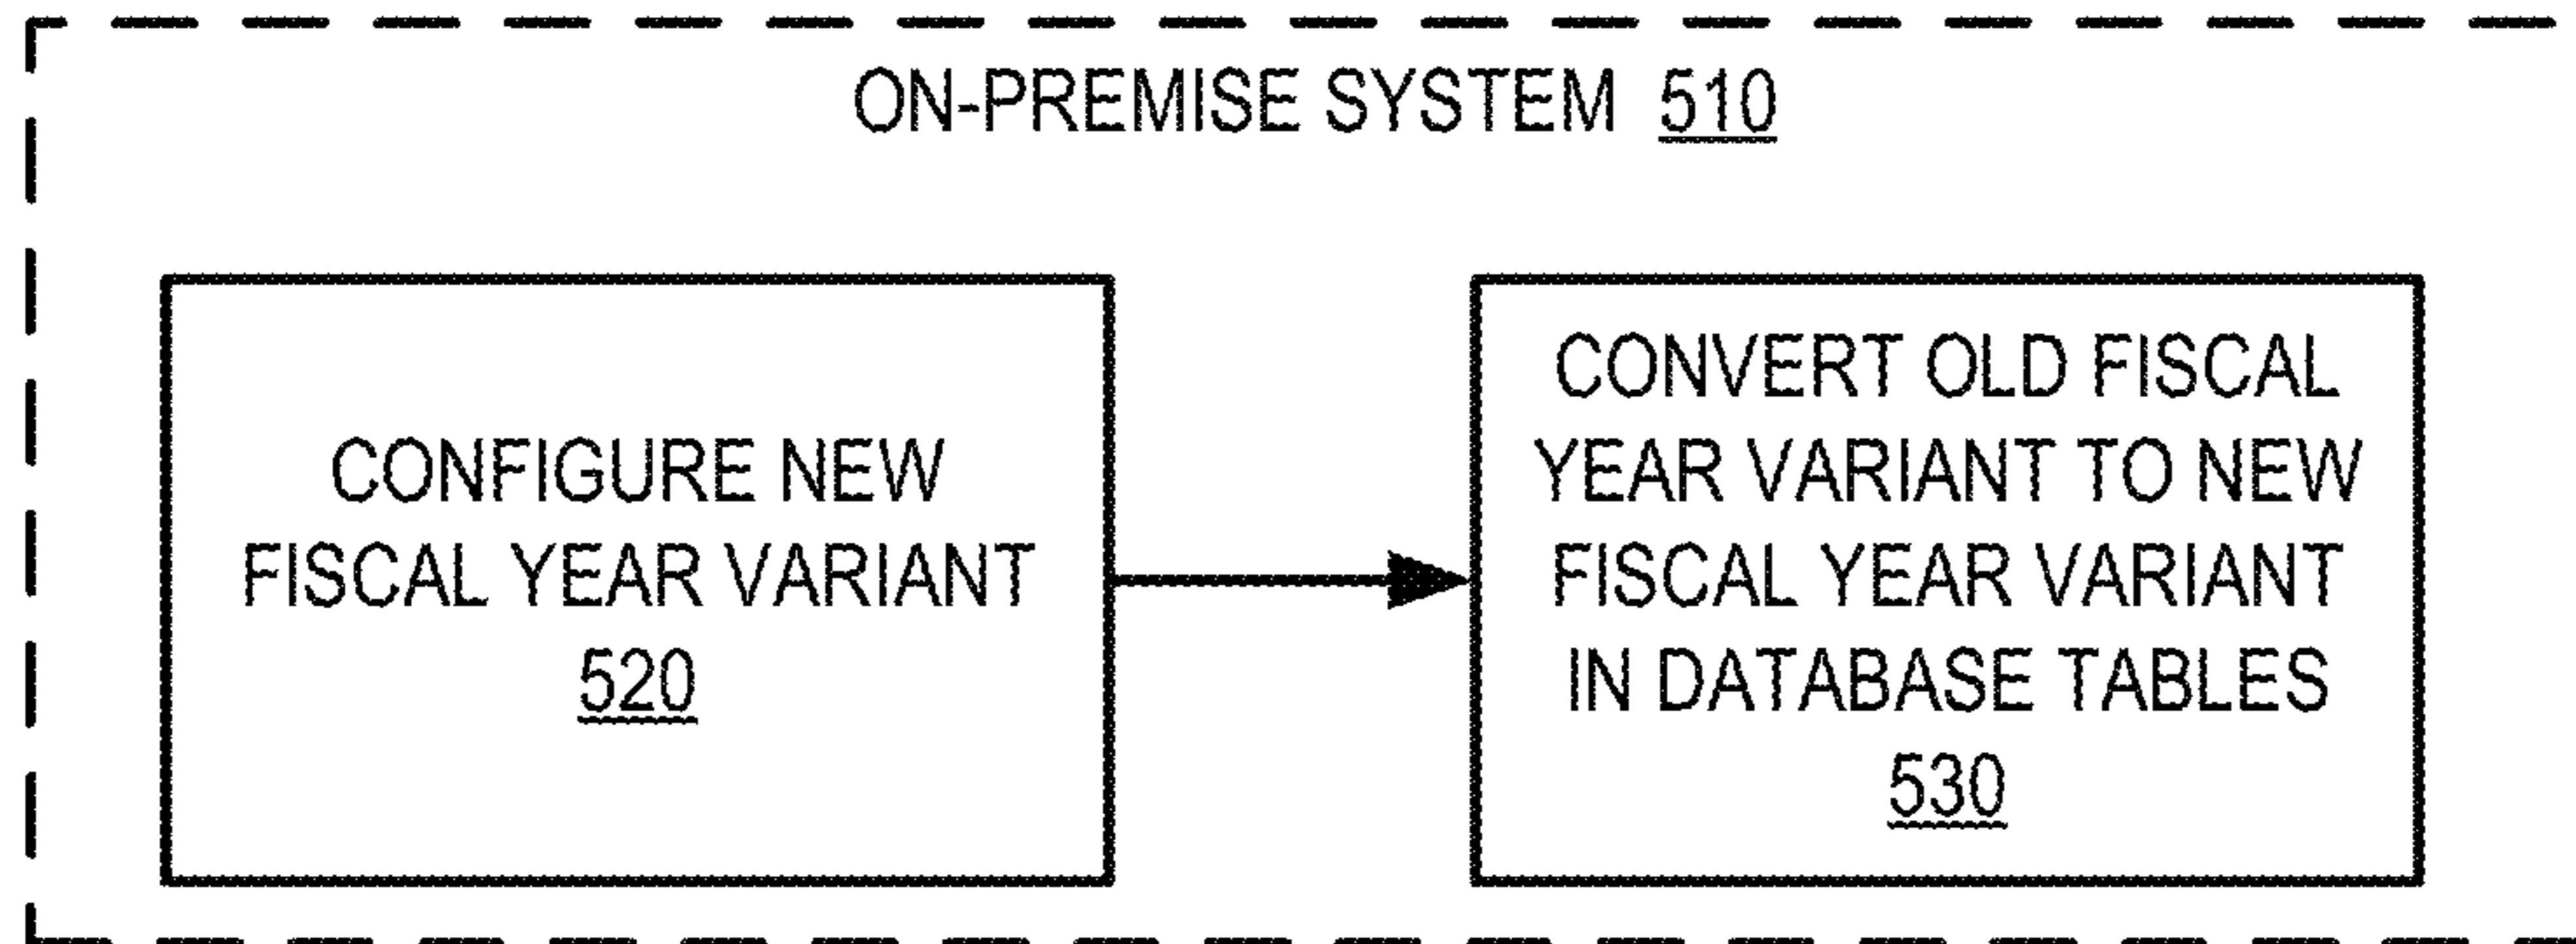 ON-PREMISE SYSTEM 510
CONFIGURE NEW
FISCAL YEAR VARIANT
520
CONVERT OLD FISCAL
YEAR VARIANT TO NEW
FISCAL YEAR VARIANT
IN DATABASE TABLES
530